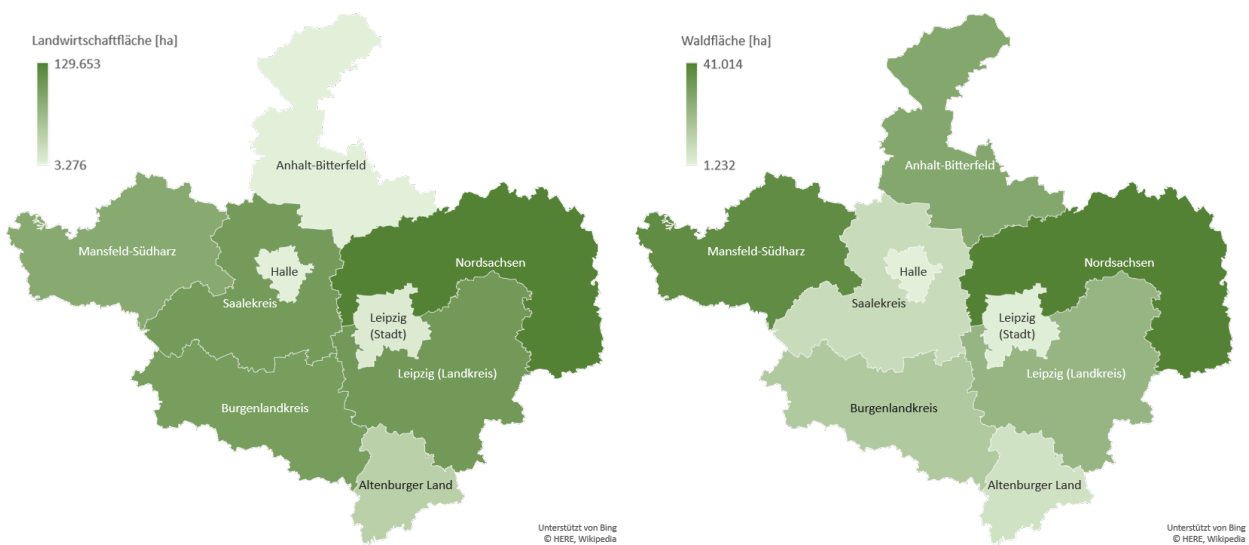 Landwirtschaftfläche [ha]
129.653
3.276
Anhalt-Bitterfeld
Mansfeld-Südharz
Nordsachsen
Halle
Saalekreis
Leipzig
(Stadt)
Leipzig (Landkreis)
Burgenlandkreis
Altenburger Land
Unterstützt von Bing
© HERE, Wikipedia
Waldfläche [ha]
41.014
1.232
Anhalt-Bitterfeld
Mansfeld-Südharz
Nordsachsen
Halle
Saalekreis
Leipzig
(Stadt)
Leipzig (Landkreis)
Burgenlandkreis
Altenburger Land
Unterstützt von Bing
© HERE, Wikipedia